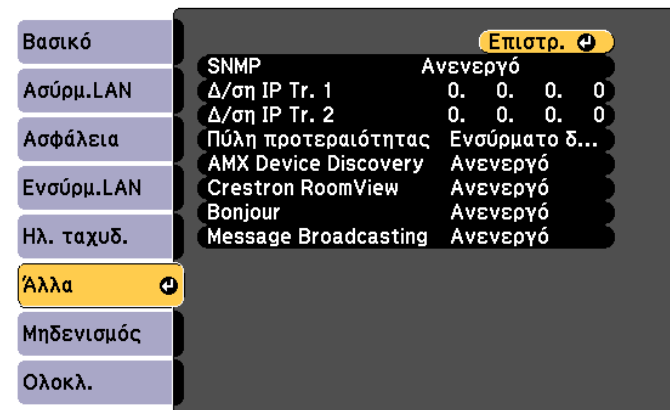 Βασικό
Ασύρμ.LAN
Ασφάλεια
Ενσύρμ.LAN
Ηλ. ταχυδ.
Άλλα
Μηδενισμός
Ολοκλ.
Επιστρ.
SNMP Ανενεργό
Δ/ση IP Tr. 1 0. 0. 0. 0
Δ/ση IP Tr. 2 0. 0. 0. 0
Πύλη προτεραιότητας Ενσύρματο δ...
AMX Device Discovery Ανενεργό
Crestron RoomView Ανενεργό
Bonjour Ανενεργό
Message Broadcasting Ανενεργό